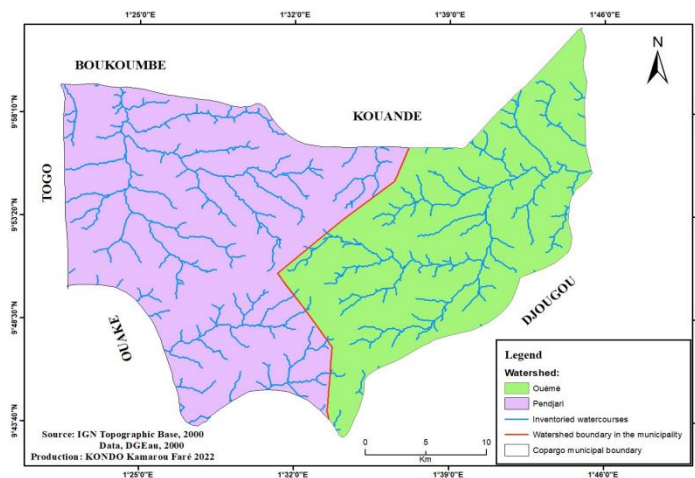 1°25'0"E 1°32'0"E 1°39'0"E 1°46'0"E
N
BOUKOUMBE
KOUANDE
TOGO
OUAKE
DJOUGOU
9°58'10"N
9°53'20"N
9°48'30"N
9°43'40"N
Legend
Watershed:
Ouémé
Pendjari
Inventoried watercourses
Watershed boundary in the municipality
Copargo municipal boundary
Source: IGN Topographic Base, 2000
Data, DGEau, 2000
Production: KONDO Kamarou Faré 2022
0 5 10
Km
1°25'0"E 1°32'0"E 1°39'0"E 1°46'0"E